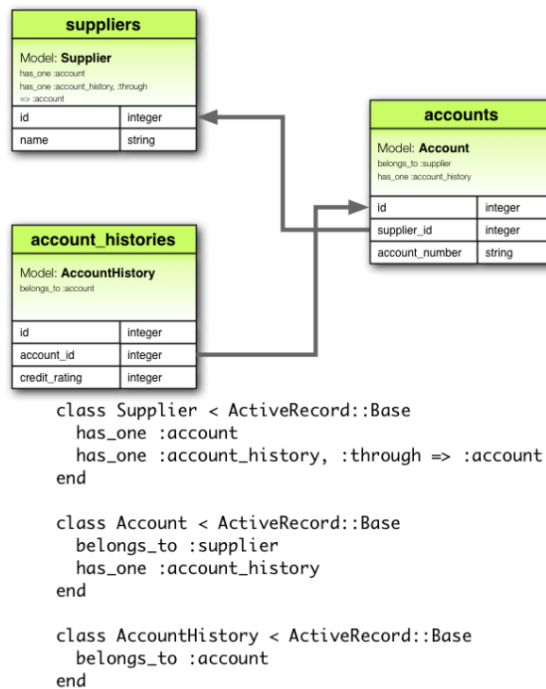 suppliers
Model: Supplier
has_one :account
has_one :account_history, :through
=> :account
id integer
name string
accounts
Model: Account
belongs_to :supplier
has_one :account_history
id integer
supplier_id integer
account_number string
account_histories
Model: AccountHistory
belongs_to :account
id integer
account_id integer
credit_rating integer
class Supplier < ActiveRecord::Base
  has_one :account
  has_one :account_history, :through => :account
end
class Account < ActiveRecord::Base
  belongs_to :supplier
  has_one :account_history
end
class AccountHistory < ActiveRecord::Base
  belongs_to :account
end